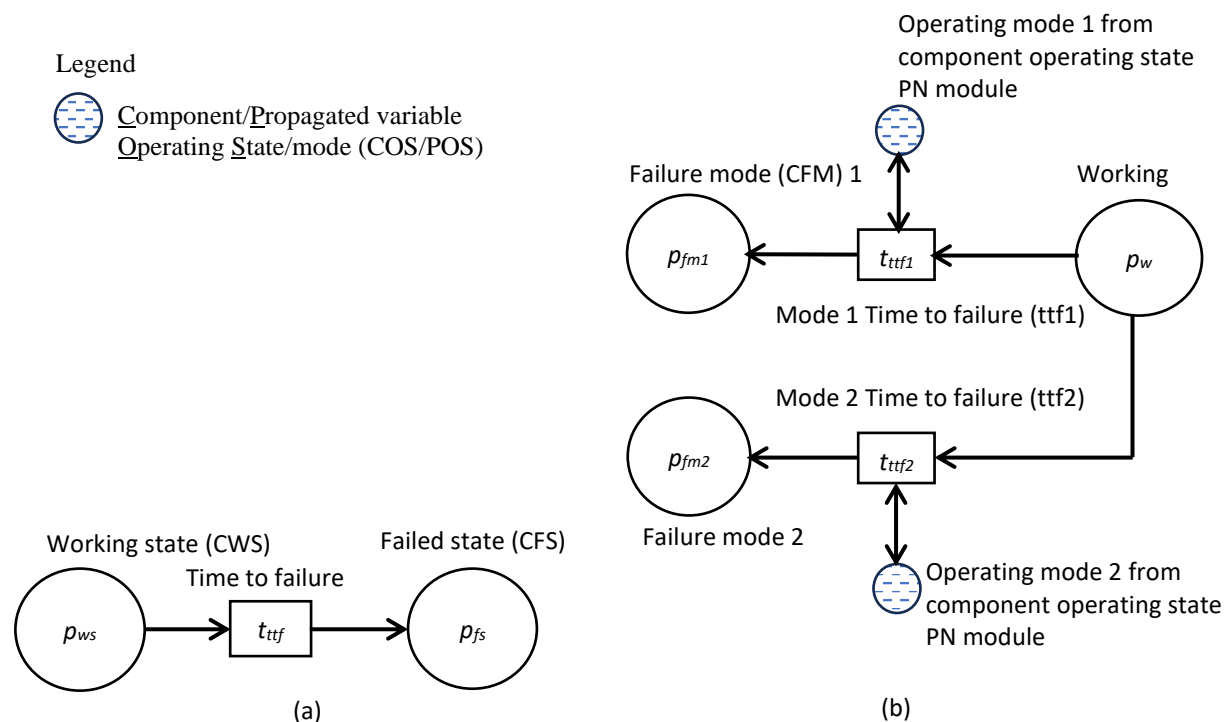 Legend
Component/Propagated variable
Operating State/mode (COS/POS)
Working state (CWS)
Failed state (CFS)
Time to failure
pws
tttf
pfs
(a)
Operating mode 1 from
component operating state
PN module
Failure mode (CFM) 1
Working
pfm1
tttf1
pw
Mode 1 Time to failure (ttf1)
Mode 2 Time to failure (ttf2)
pfm2
tttf2
Failure mode 2
Operating mode 2 from
component operating state
PN module
(b)